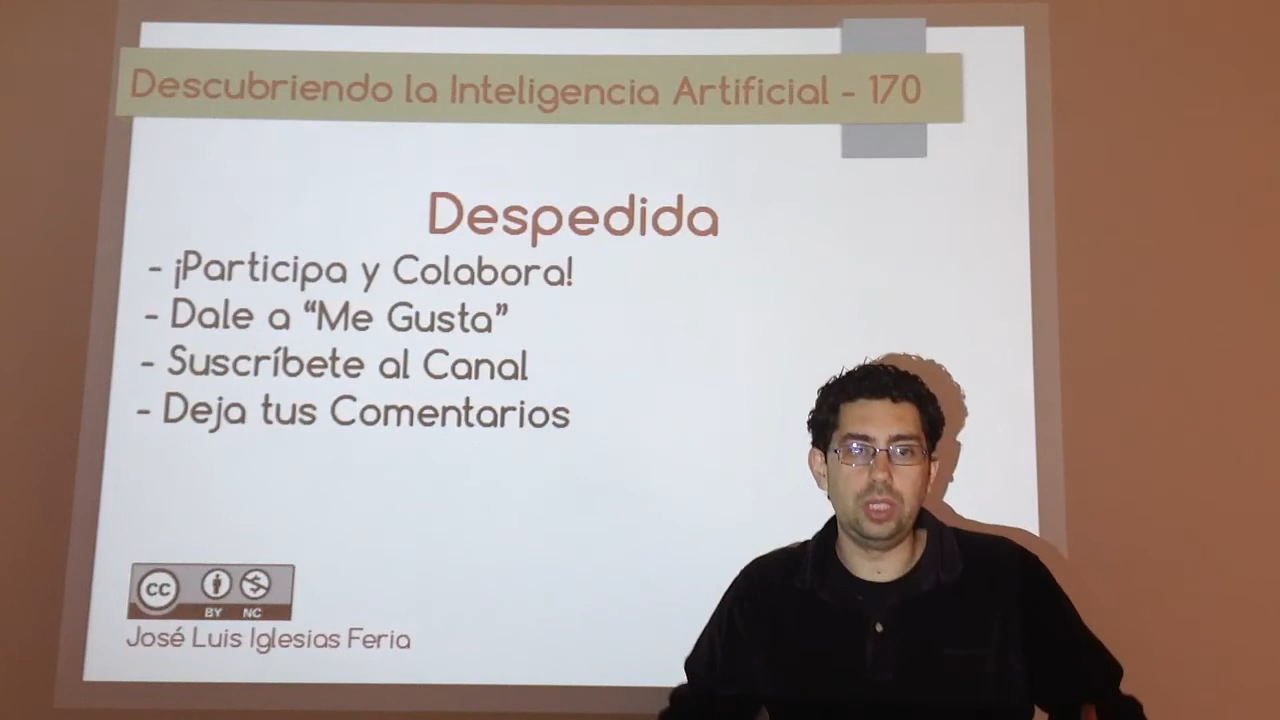 Descubriendo la Inteligencia Artificial - 170
Despedida
- ¡Participa y Colabora!
- Dale a “Me Gusta”
- Suscríbete al Canal
- Deja tus Comentarios
CC
BY NC
José Luis Iglesias Feria